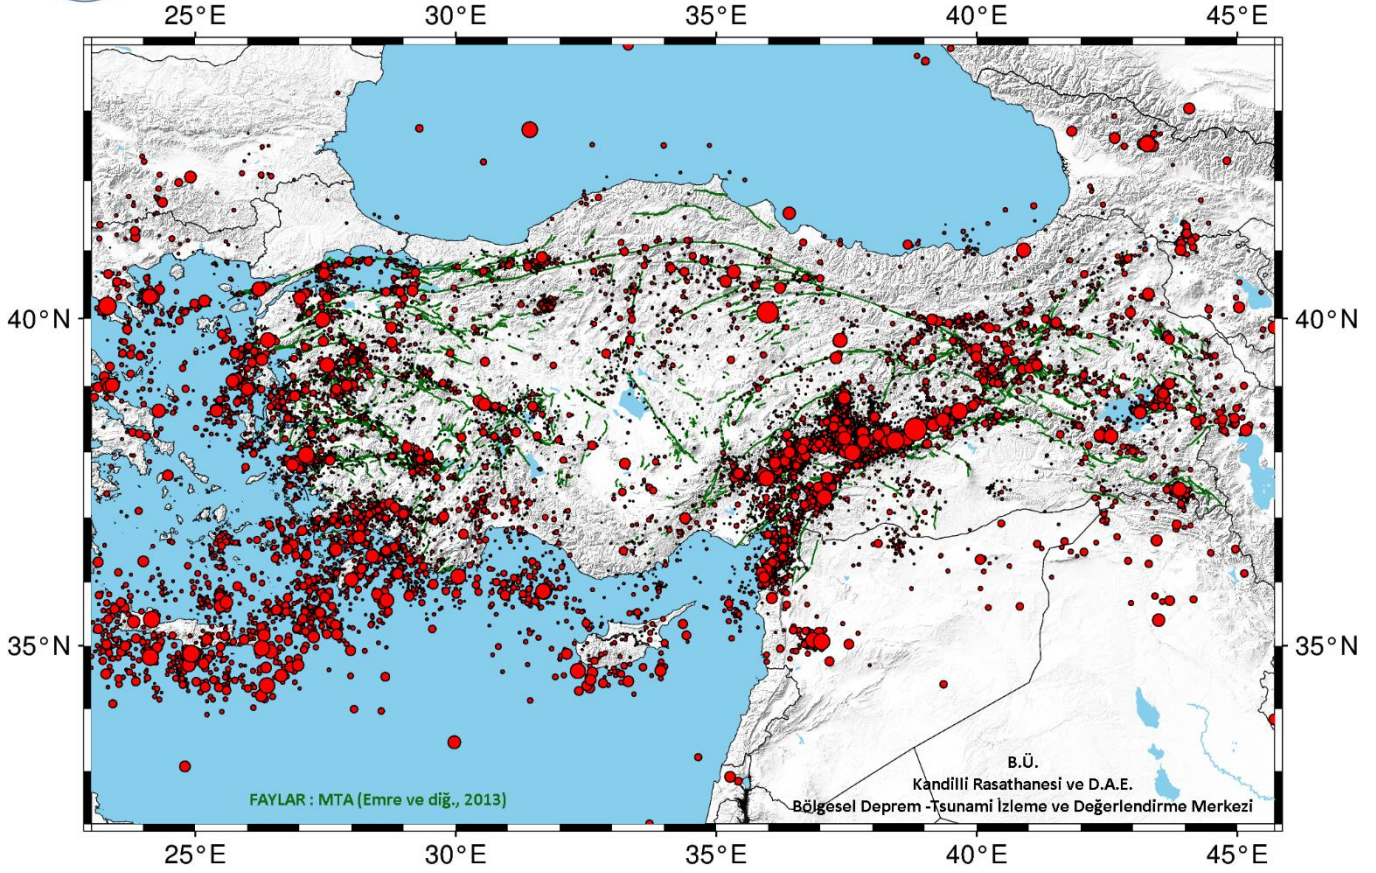 25°E 30°E 35°E 40°E 45°E
40°N 40°N
35°N 35°N
B.Ü.
Kandilli Rasathanesi ve D.A.E.
FAYLAR : MTA (Emre ve diğ., 2013)
Bölgesel Deprem -Tsunami İzleme ve Değerlendirme Merkezi
25°E 30°E 35°E 40°E 45°E